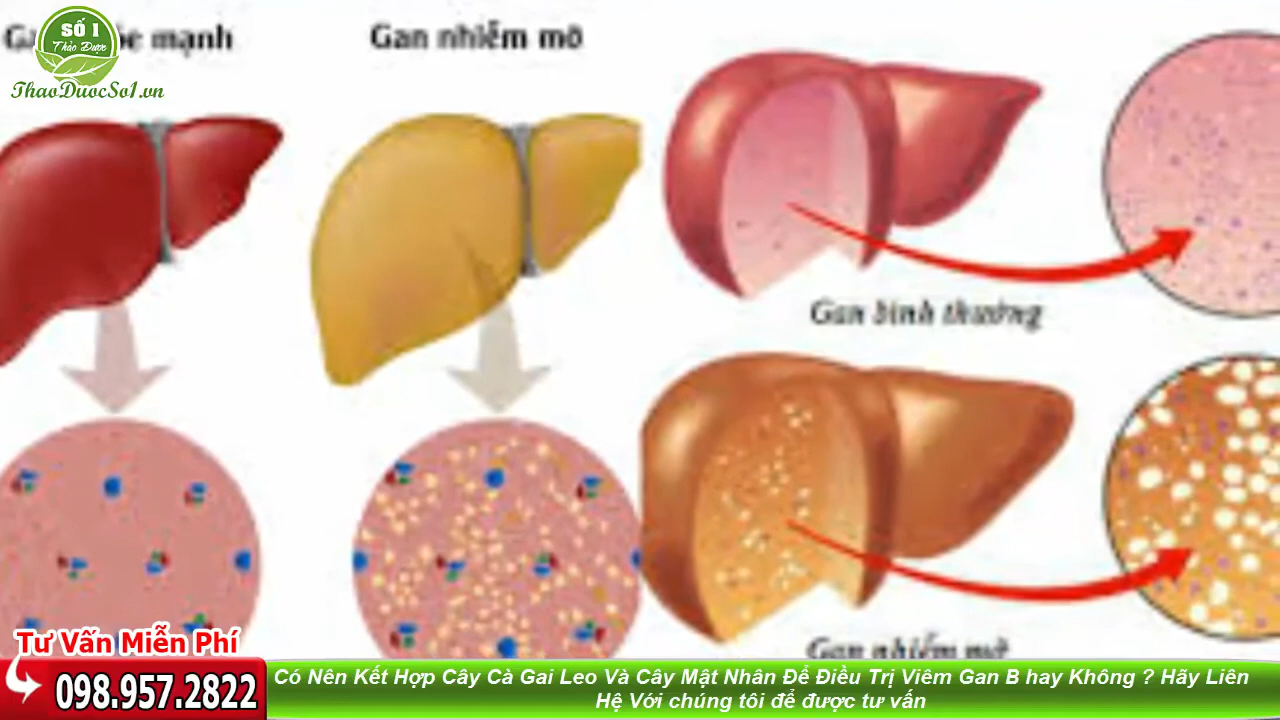 SỐ 1
Thảo Dược
ThaoDuocSo1.vn
mạnh
Gan nhiễm mỡ
Gan bình thường
Gan nhiễm mỡ
Tư Vấn Miễn Phí
098.957.2822
Có Nên Kết Hợp Cây Cà Gai Leo Và Cây Mật Nhân Để Điều Trị Viêm Gan B hay Không ? Hãy Liên
Hệ Với chúng tôi để được tư vấn